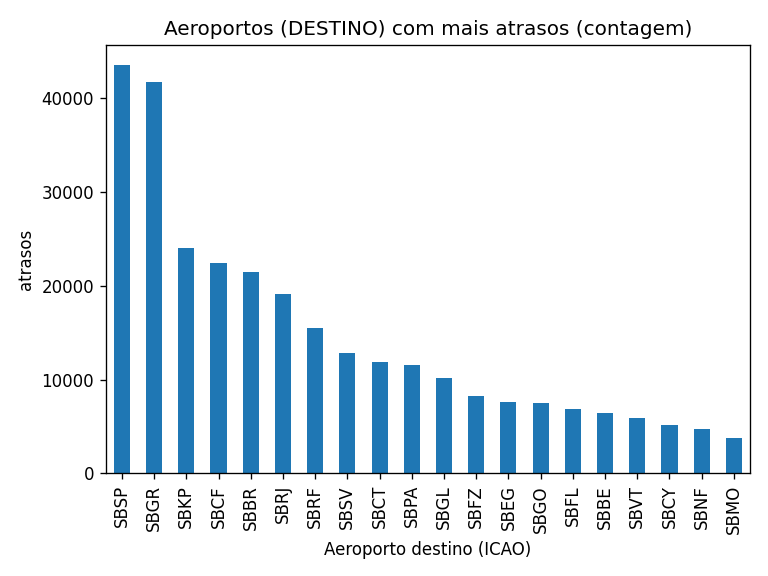 Aeroportos (DESTINO) com mais atrasos (contagem)
atrasos
40000
30000
20000
10000
0
SBSP SBGR SBKP SBCF SBBR SBRJ SBRF SBSV SBCT SBPA SBGL SBFZ SBEG SBGO SBFL SBBE SBVT SBCY SBNF SBMO
Aeroporto destino (ICAO)